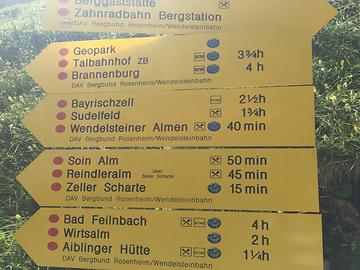 Berggaststätte
Zahnradbahn Bergstation
DAV Bergbund Rosenheim/Wendelsteinbahn
Geopark
Talbahnhof ZB 3¾h
Brannenburg 4 h
DAV Bergbund Rosenheim/Wendelsteinbahn
Bayrischzell 2½h
Sudelfeld 1¾h
Wendelsteiner Almen 40 min
DAV Bergbund Rosenheim/Wendelsteinbahn
Soin Alm 50 min
Reindleralm über Zeller Scharte 45 min
Zeller Scharte 15 min
DAV Bergbund Rosenheim/Wendelsteinbahn
Bad Feilnbach 4 h
Wirtsalm 2 h
Aiblinger Hütte 1¼h
DAV Bergbund Rosenheim/Wendelsteinbahn